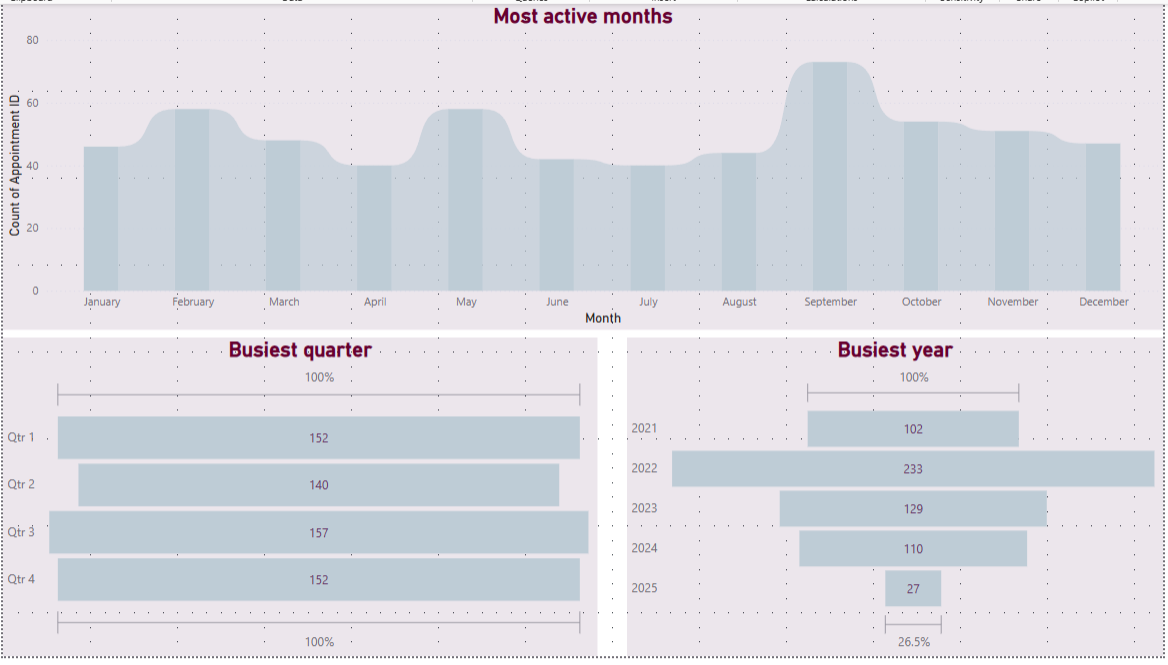 Most active months
80
60
40
20
0
Count of Appointment ID
January February March April May June July August September October November December
Month
Busiest quarter
100%
Qtr 1 152
Qtr 2 140
Qtr 3 157
Qtr 4 152
100%
Busiest year
100%
2021 102
2022 233
2023 129
2024 110
2025 27
26.5%